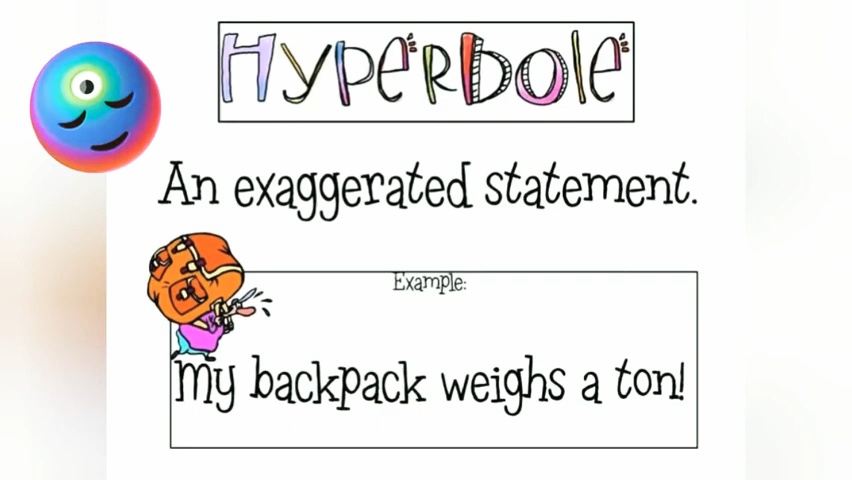 Hyperbole
An exaggerated statement.
Example:
My backpack weighs a ton!